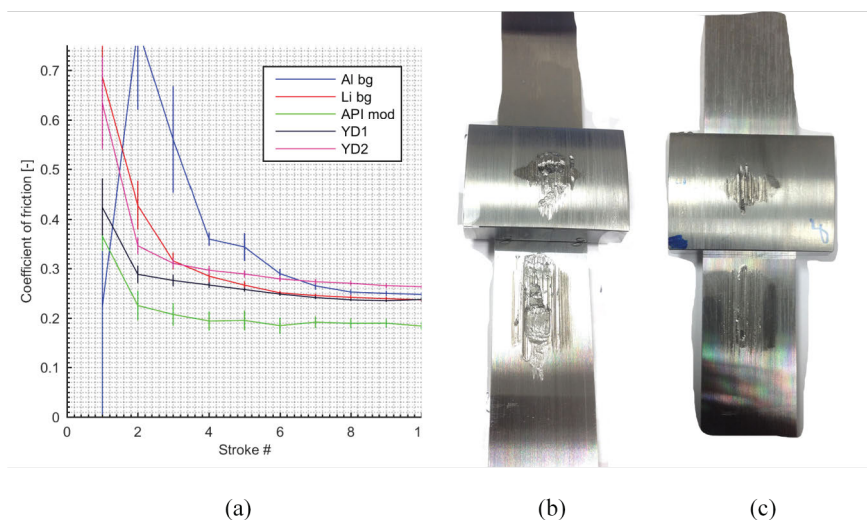 0.7
0.6
0.5
0.4
0.3
0.2
0.1
0
Coefficient of friction [-]
Al bg
Li bg
API mod
YD1
YD2
0 2 4 6 8 1
Stroke #
8
(a) (b) (c)